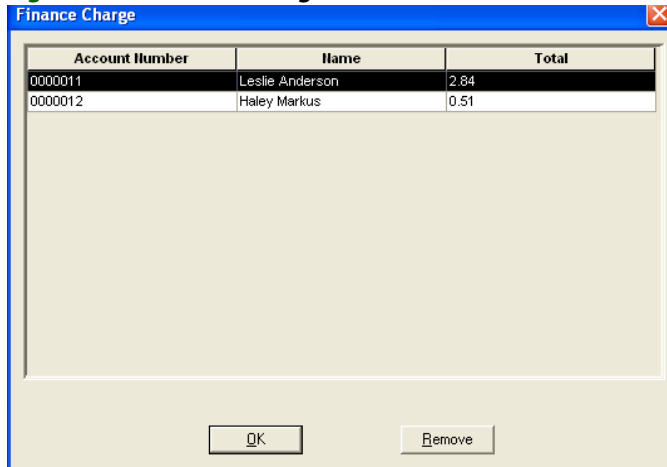 Finance Charge
Account Number Name Total
0000011 Leslie Anderson 2.84
0000012 Haley Markus 0.51
OK Remove